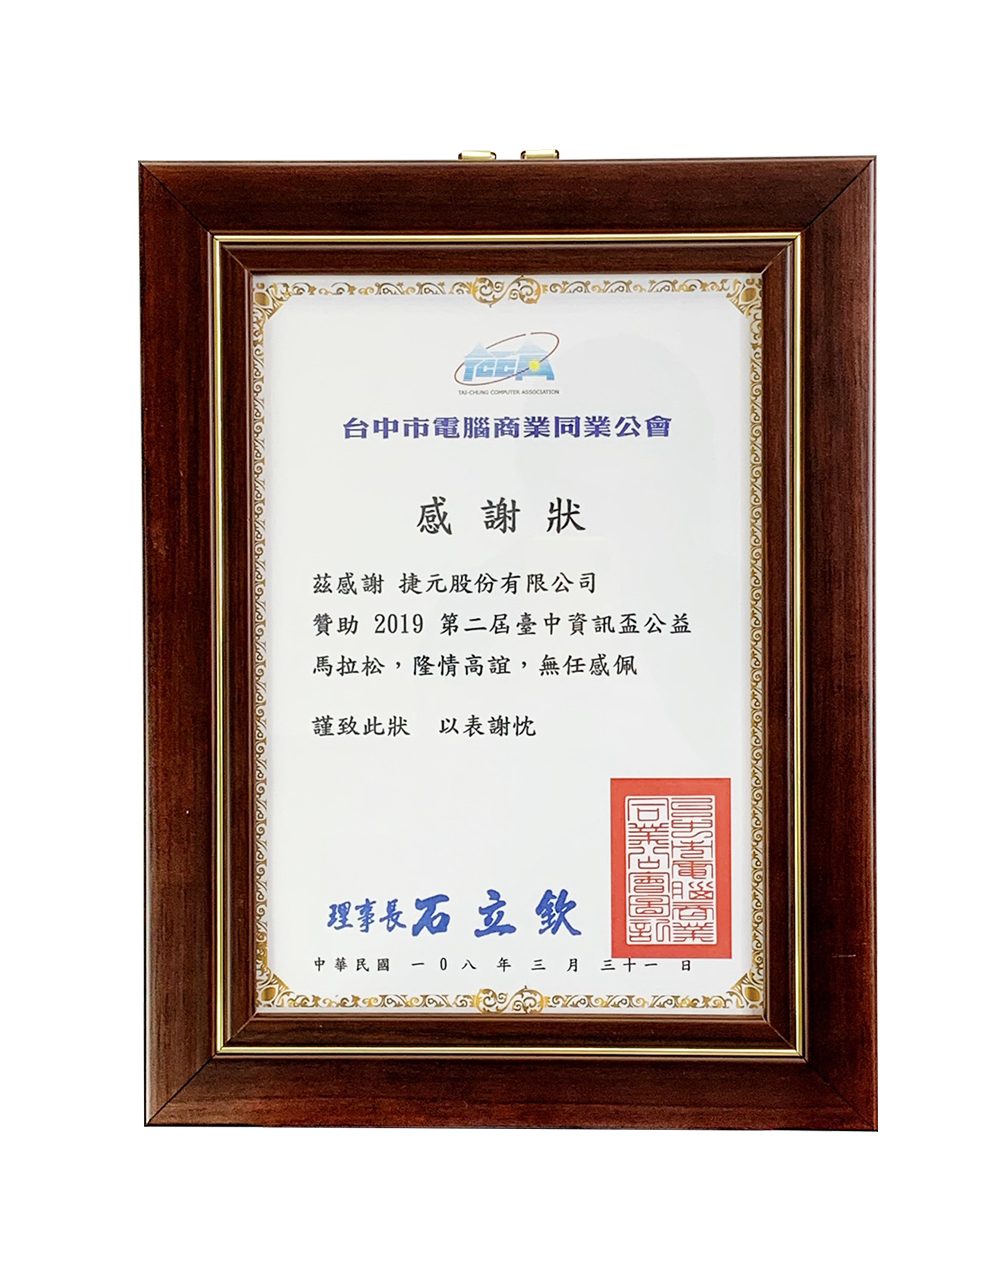 TCCA
TAI-CHUNG COMPUTER ASSOCIATION
台中市電腦商業同業公會
感謝狀
茲感謝 捷元股份有限公司
贊助 2019 第二屆臺中資訊盃公益
馬拉松，隆情高誼，無任感佩
謹致此狀 以表謝忱
台中市電腦商業
同業公會圖記
理事長石立欽
中華民國 一0八 年 三 月 三十一 日